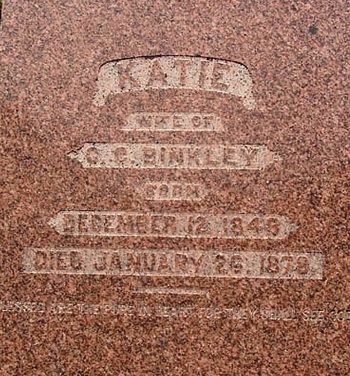 KATIE
WIFE OF
C. S. BINKLEY
BORN
DECEMBER 12, 1846
DIED JANUARY 26, 1879
BLESSED ARE THE PURE IN HEART FOR THEY SHALL SEE GOD